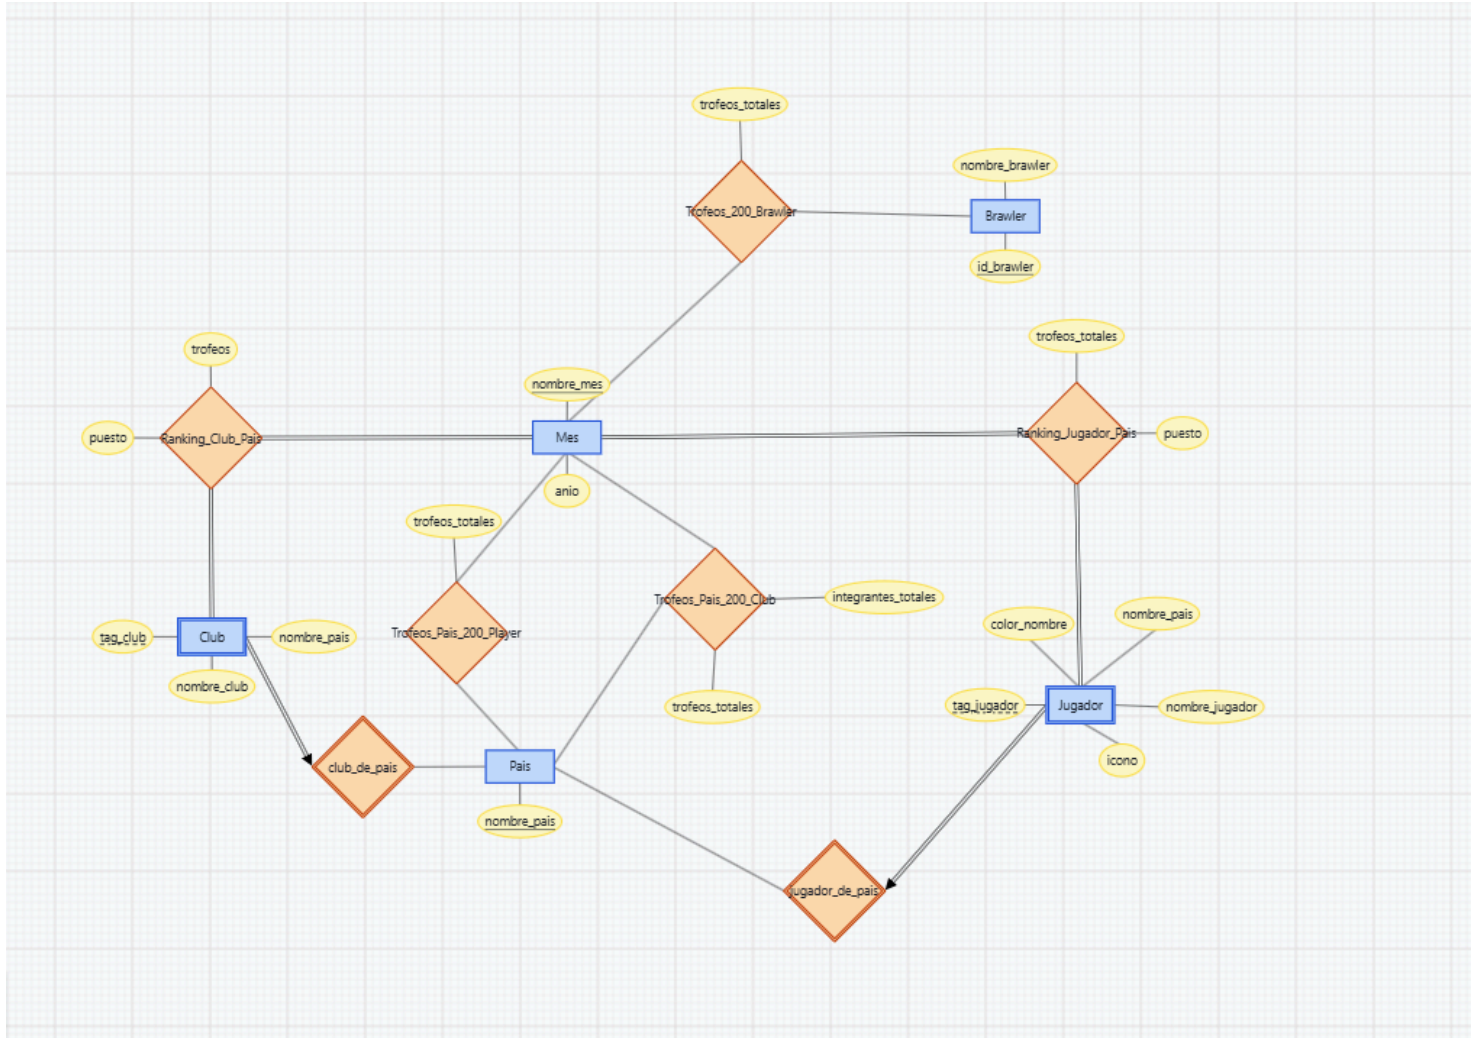 trofeos_totales
nombre_brawler
Trofeos_200_Brawler
Brawler
id_brawler
trofeos_totales
trofeos
nombre_mes
puesto
Ranking_Club_Pais
Mes
Ranking_Jugador_Pais
puesto
anio
trofeos_totales
Trofeos_Pais_200_Club
integrantes_totales
color_nombre
nombre_pais
tag_club
Club
nombre_pais
Trofeos_Pais_200_Player
nombre_club
trofeos_totales
tag_jugador
Jugador
nombre_jugador
icono
club_de_pais
Pais
nombre_pais
jugador_de_pais